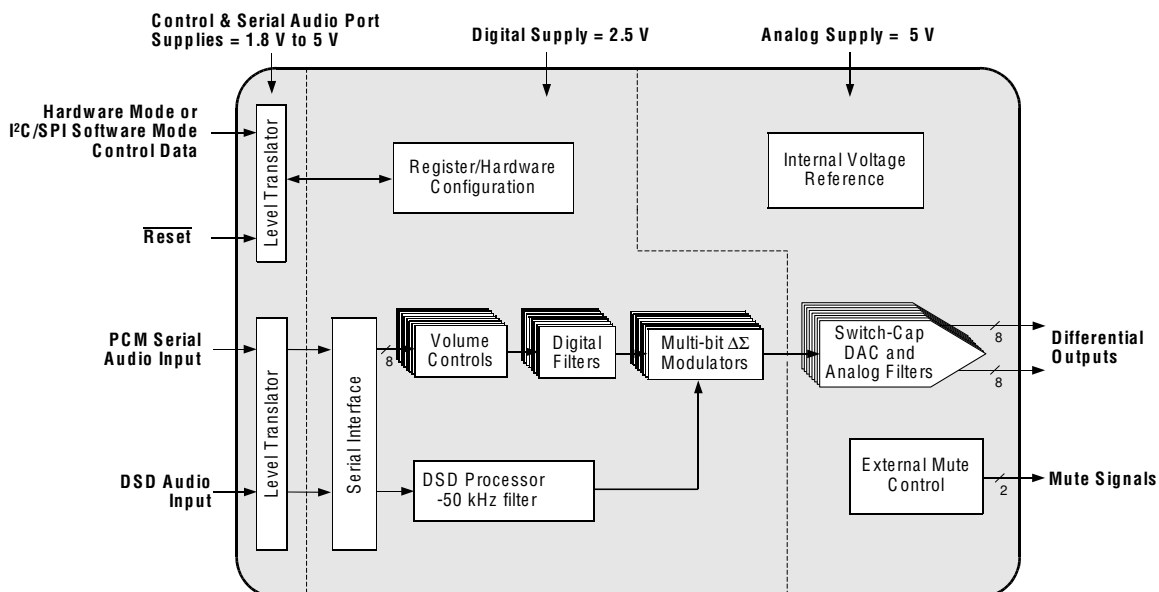 Control & Serial Audio Port
Supplies = 1.8 V to 5 V
Digital Supply = 2.5 V
Analog Supply = 5 V
Hardware Mode or
I²C/SPI Software Mode
Control Data
Level Translator
Register/Hardware
Configuration
Internal Voltage
Reference
Reset
PCM Serial
Audio Input
Level Translator
Serial Interface
8
Volume
Controls
Digital
Filters
Multi-bit ΔΣ
Modulators
Switch-Cap
DAC and
Analog Filters
8
8
Differential
Outputs
DSD Audio
Input
DSD Processor
-50 kHz filter
External Mute
Control
2
Mute Signals